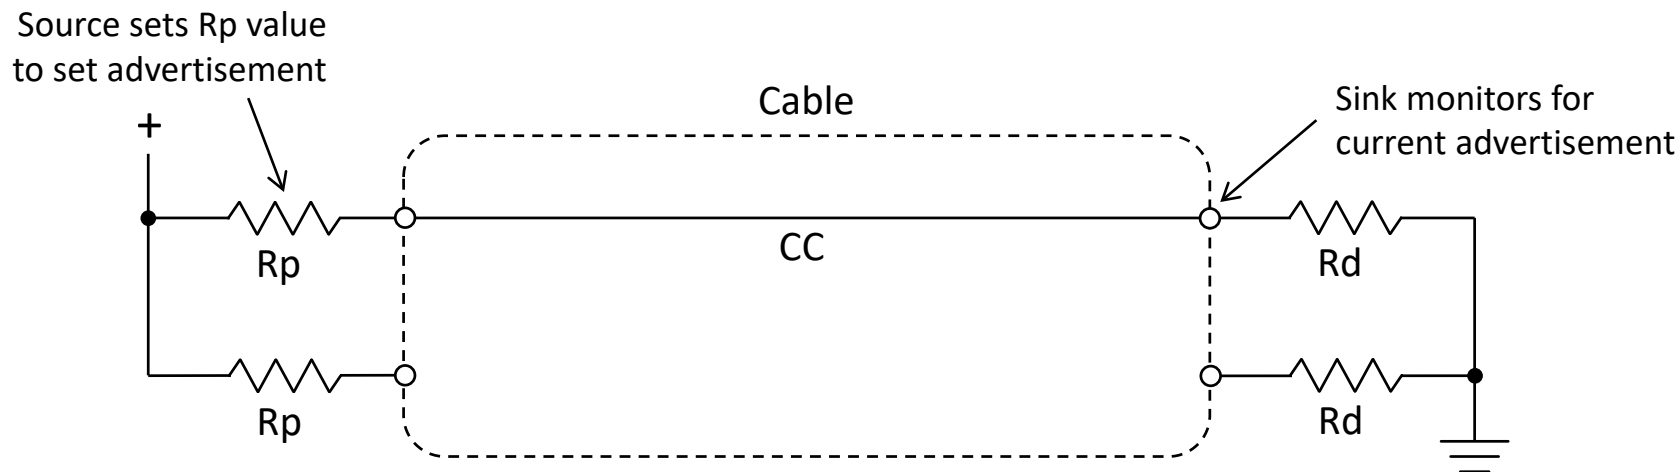 Source sets Rp value
to set advertisement
+
Cable
Sink monitors for
current advertisement
Rp
CC
Rd
Rp
Rd